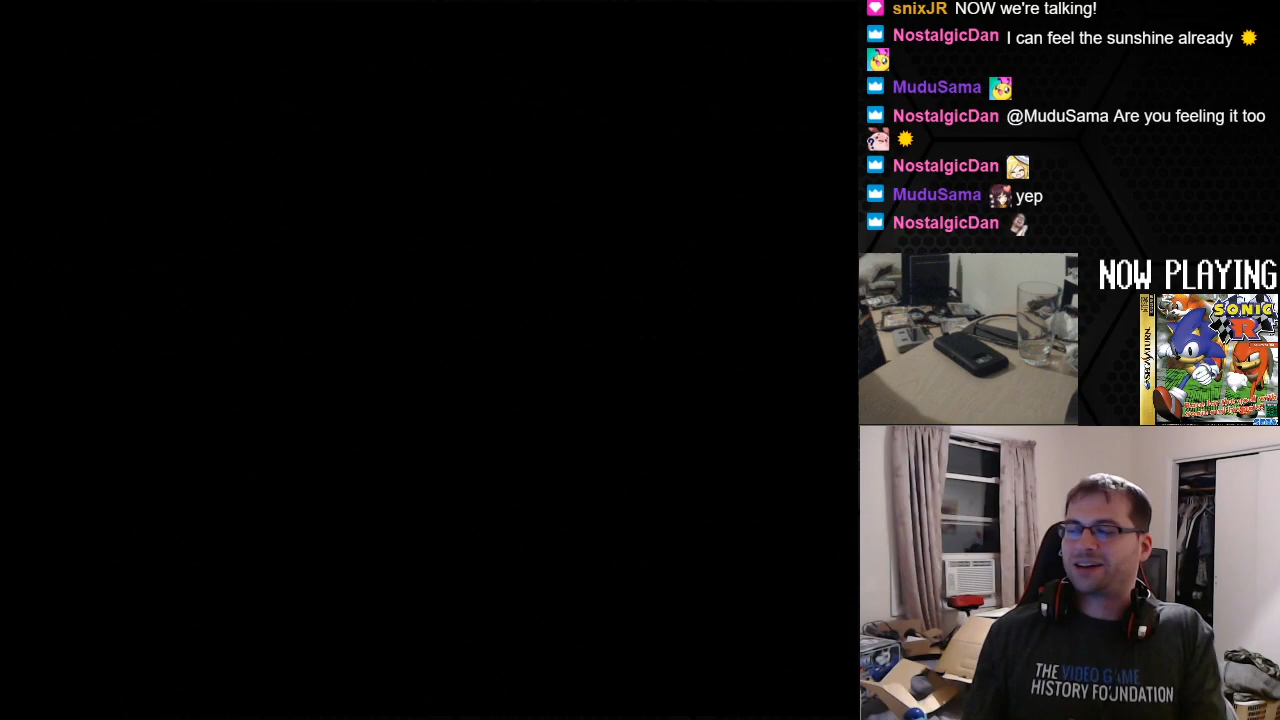 snixJR NOW we're talking!
NostalgicDan I can feel the sunshine already
MuduSama
NostalgicDan @MuduSama Are you feeling it too
NostalgicDan
MuduSama yep
NostalgicDan
NOW PLAYING
SONIC
R
SEGA SATURN
SEGA
THE VIDEO GAME
HISTORY FOUNDATION